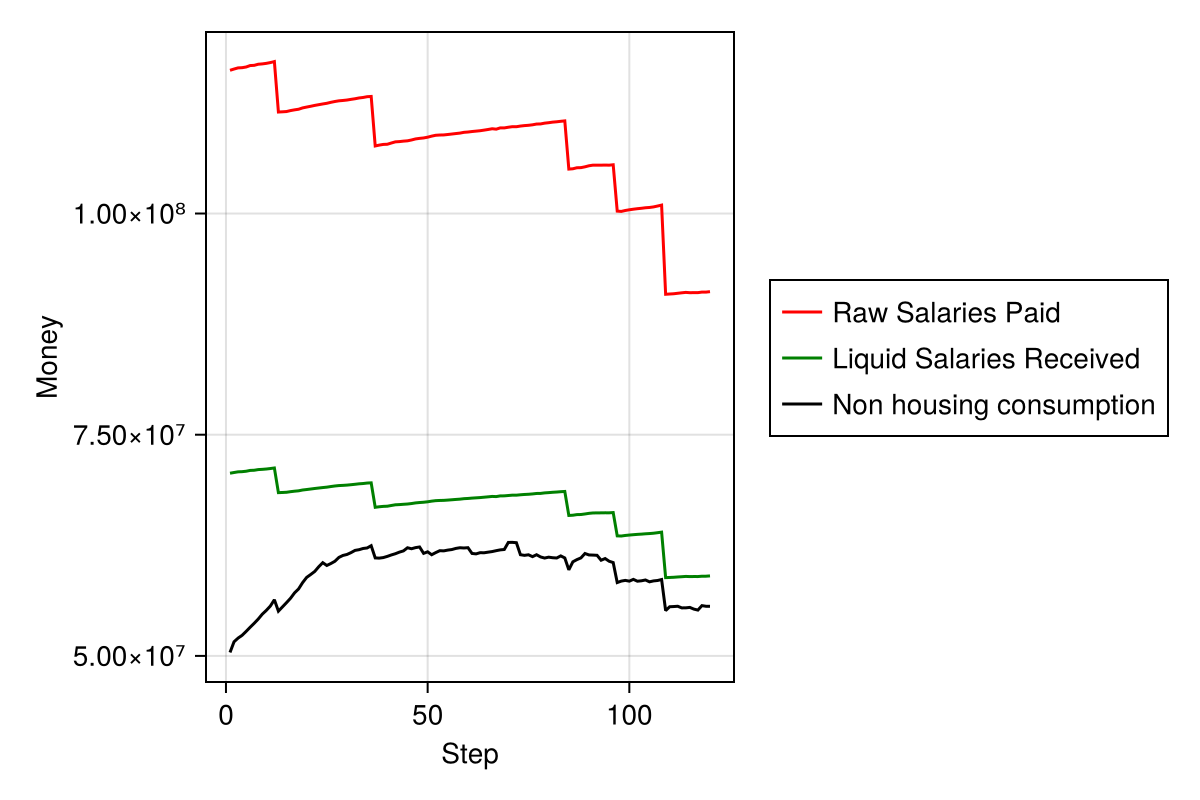 Money
1.00×10⁸
7.50×10⁷
5.00×10⁷
0 50 100
Step
Raw Salaries Paid
Liquid Salaries Received
Non housing consumption